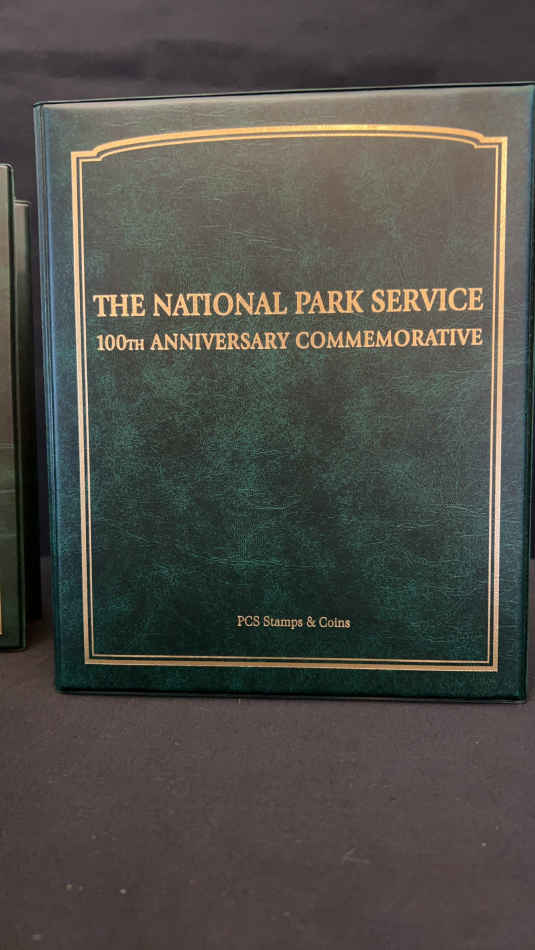 THE NATIONAL PARK SERVICE
100TH ANNIVERSARY COMMEMORATIVE
PCS Stamps & Coins